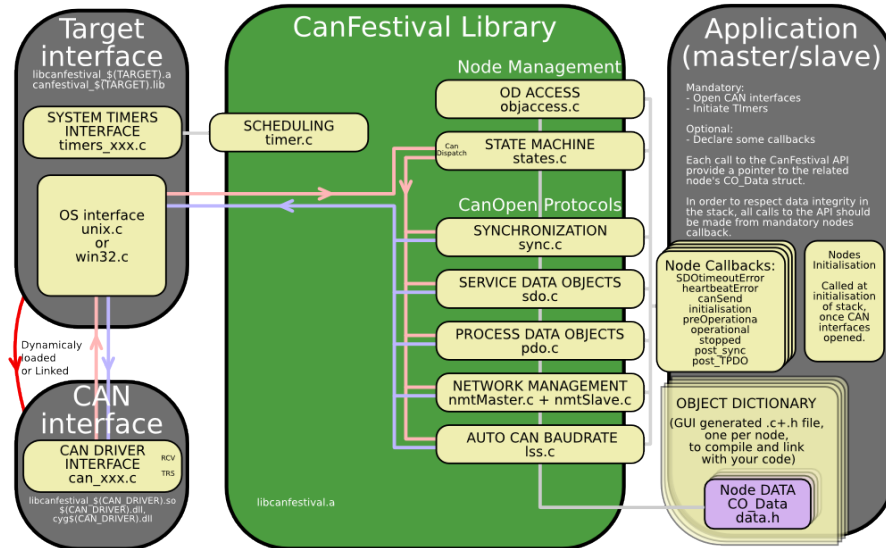 Target
interface
libcanfestival_$(TARGET).a
canfestival_$(TARGET).lib
SYSTEM TIMERS
INTERFACE
timers_xxx.c
OS interface
unix.c
or
win32.c
Dynamicaly
loaded
or Linked
CAN
interface
CAN DRIVER
INTERFACE
can_xxx.c
RCV
TRS
libcanfestival_$(CAN_DRIVER).so
$(CAN_DRIVER).dll,
cyg$(CAN_DRIVER).dll
CanFestival Library
SCHEDULING
timer.c
Node Management
OD ACCESS
objaccess.c
Can
Dispatch
STATE MACHINE
states.c
CanOpen Protocols
SYNCHRONIZATION
sync.c
SERVICE DATA OBJECTS
sdo.c
PROCESS DATA OBJECTS
pdo.c
NETWORK MANAGEMENT
nmtMaster.c + nmtSlave.c
AUTO CAN BAUDRATE
lss.c
libcanfestival.a
Application
(master/slave)
Mandatory:
- Open CAN interfaces
- Initiate TImers
Optional:
- Declare some callbacks
Each call to the CanFestival API
provide a pointer to the related
node's CO_Data struct.
In order to respect data integrity in
the stack, all calls to the API should
be made from mandatory nodes
callback.
Node Callbacks:
SDOtimeoutError
heartbeatError
canSend
initialisation
preOperationa
operational
stopped
post_sync
post_TPDO
Nodes
Initialisation
Called at
initialisation
of stack,
once CAN
interfaces
opened.
OBJECT DICTIONARY
(GUI generated .c+.h file,
one per node,
to compile and link
with your code)
Node DATA
CO_Data
data.h